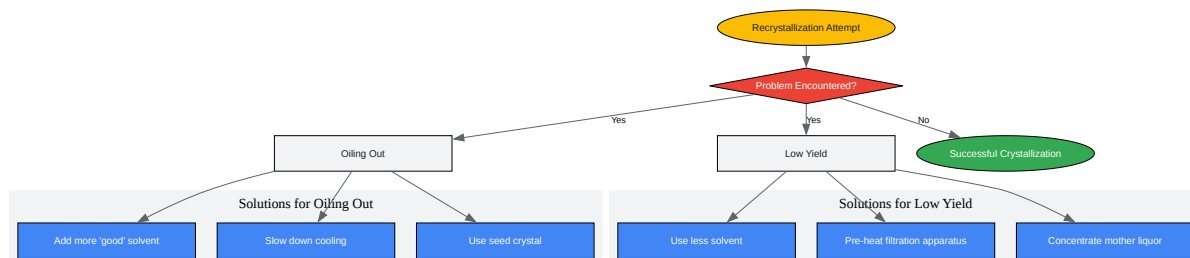 Recrystallization Attempt
Problem Encountered?
Yes
Yes
No
Oiling Out
Low Yield
Successful Crystallization
Solutions for Oiling Out
Solutions for Low Yield
Add more 'good' solvent
Slow down cooling
Use seed crystal
Use less solvent
Pre-heat filtration apparatus
Concentrate mother liquor